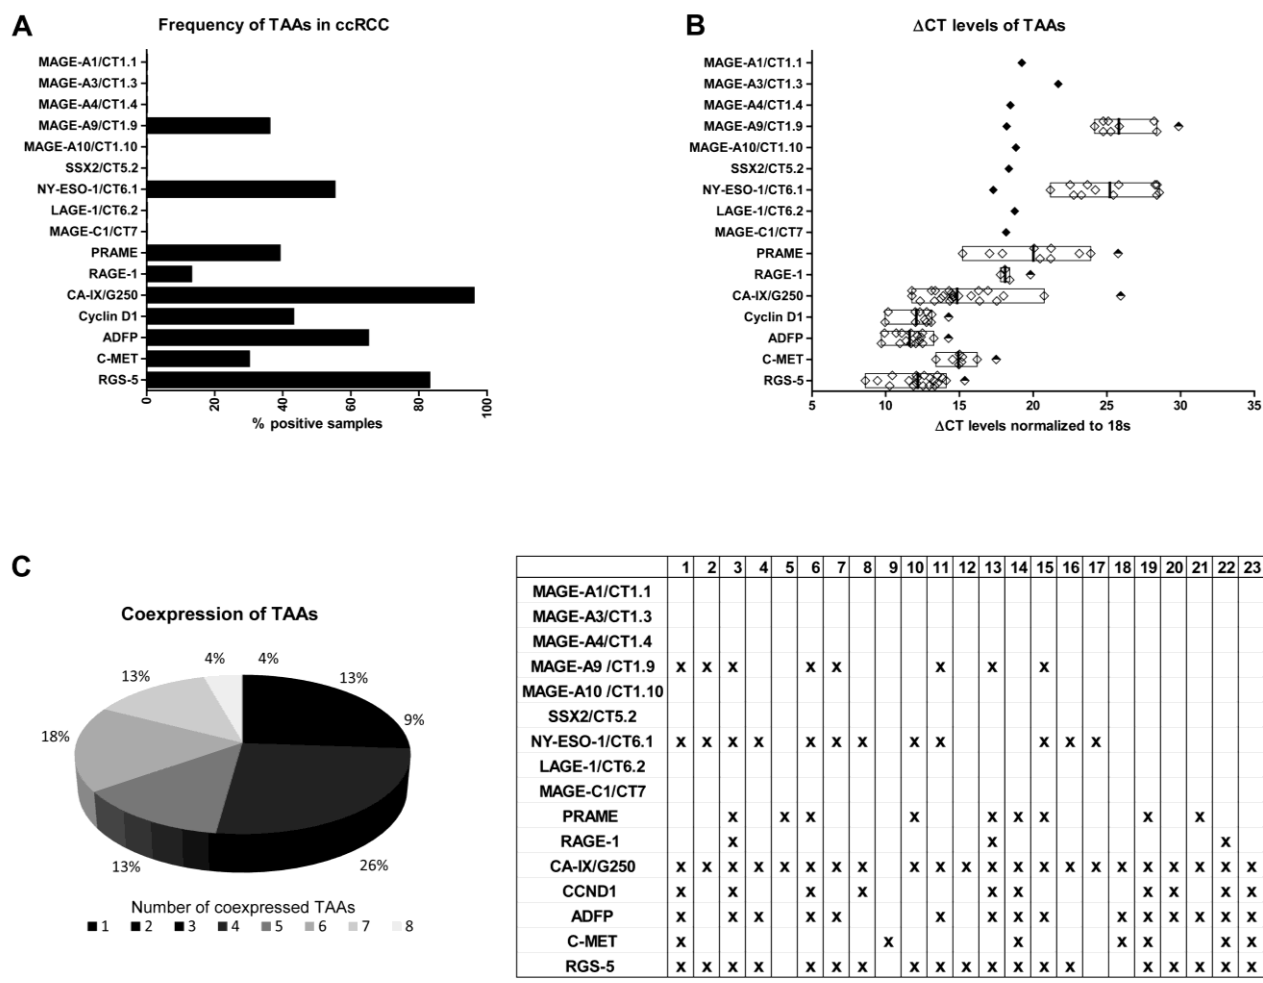 A
Frequency of TAAs in ccRCC
MAGE-A1/CT1.1
MAGE-A3/CT1.3
MAGE-A4/CT1.4
MAGE-A9/CT1.9
MAGE-A10/CT1.10
SSX2/CT5.2
NY-ESO-1/CT6.1
LAGE-1/CT6.2
MAGE-C1/CT7
PRAME
RAGE-1
CA-IX/G250
Cyclin D1
ADFP
C-MET
RGS-5
0 20 40 60 80 100
% positive samples
B
ΔCT levels of TAAs
MAGE-A1/CT1.1
MAGE-A3/CT1.3
MAGE-A4/CT1.4
MAGE-A9/CT1.9
MAGE-A10/CT1.10
SSX2/CT5.2
NY-ESO-1/CT6.1
LAGE-1/CT6.2
MAGE-C1/CT7
PRAME
RAGE-1
CA-IX/G250
Cyclin D1
ADFP
C-MET
RGS-5
5 10 15 20 25 30 35
ΔCT levels normalized to 18s
C
Coexpression of TAAs
4% 4%
13% 13%
9%
18%
13% 26%
Number of coexpressed TAAs
1 2 3 4 5 6 7 8
1 2 3 4 5 6 7 8 9 10 11 12 13 14 15 16 17 18 19 20 21 22 23
MAGE-A1/CT1.1
MAGE-A3/CT1.3
MAGE-A4/CT1.4
MAGE-A9 /CT1.9 x x x x x x x x
MAGE-A10 /CT1.10
SSX2/CT5.2
NY-ESO-1/CT6.1 x x x x x x x x x x x x
LAGE-1/CT6.2
MAGE-C1/CT7
PRAME x x x x x x x x x
RAGE-1 x x x
CA-IX/G250 x x x x x x x x x x x x x x x x x x x x x x
CCND1 x x x x x x x x x x
ADFP x x x x x x x x x x x x x x x
C-MET x x x x x x x
RGS-5 x x x x x x x x x x x x x x x x x x x